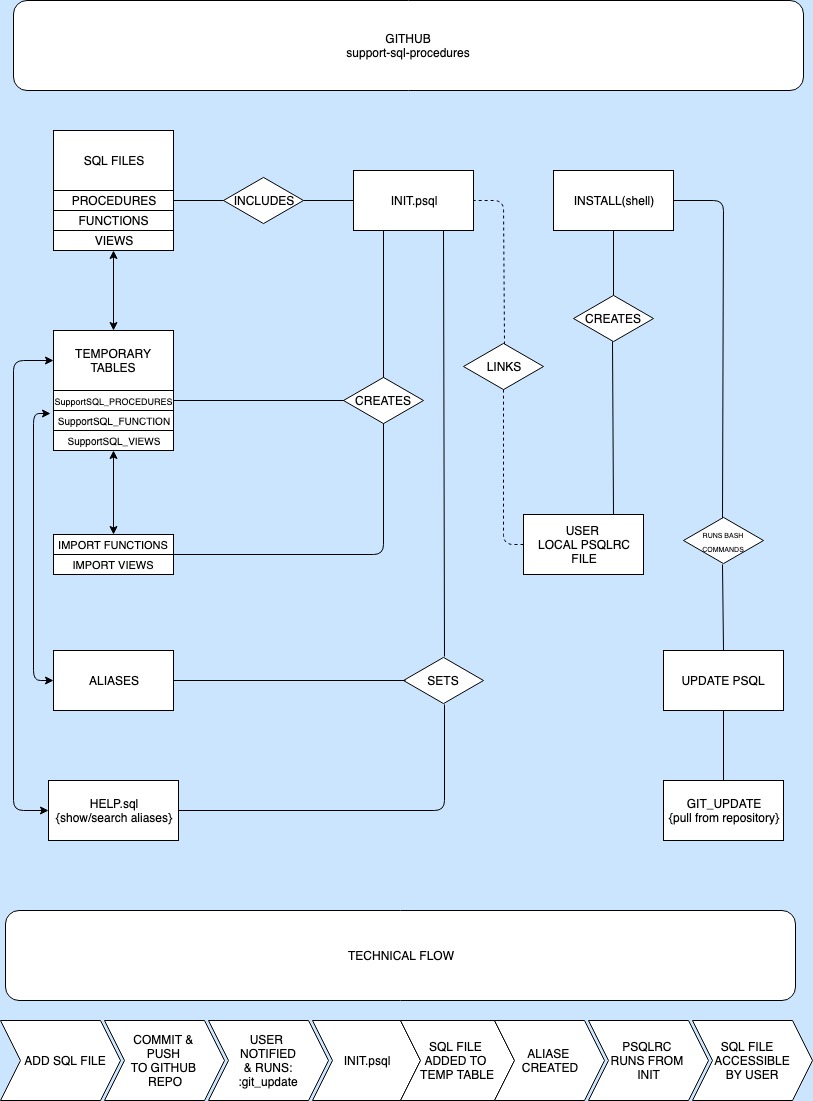 GITHUB
support-sql-procedures
SQL FILES
PROCEDURES
FUNCTIONS
VIEWS
INCLUDES
INIT.psql
INSTALL(shell)
CREATES
TEMPORARY
TABLES
SupportSQL_PROCEDURES
SupportSQL_FUNCTION
SupportSQL_VIEWS
CREATES
LINKS
USER
LOCAL PSQLRC
FILE
RUNS BASH
COMMANDS
IMPORT FUNCTIONS
IMPORT VIEWS
ALIASES
SETS
UPDATE PSQL
HELP.sql
{show/search aliases}
GIT_UPDATE
{pull from repository}
TECHNICAL FLOW
ADD SQL FILE
COMMIT &
PUSH
TO GITHUB
REPO
USER
NOTIFIED
& RUNS:
:git_update
INIT.psql
SQL FILE
ADDED TO
TEMP TABLE
ALIASE
CREATED
PSQLRC
RUNS FROM
INIT
SQL FILE
ACCESSIBLE
BY USER